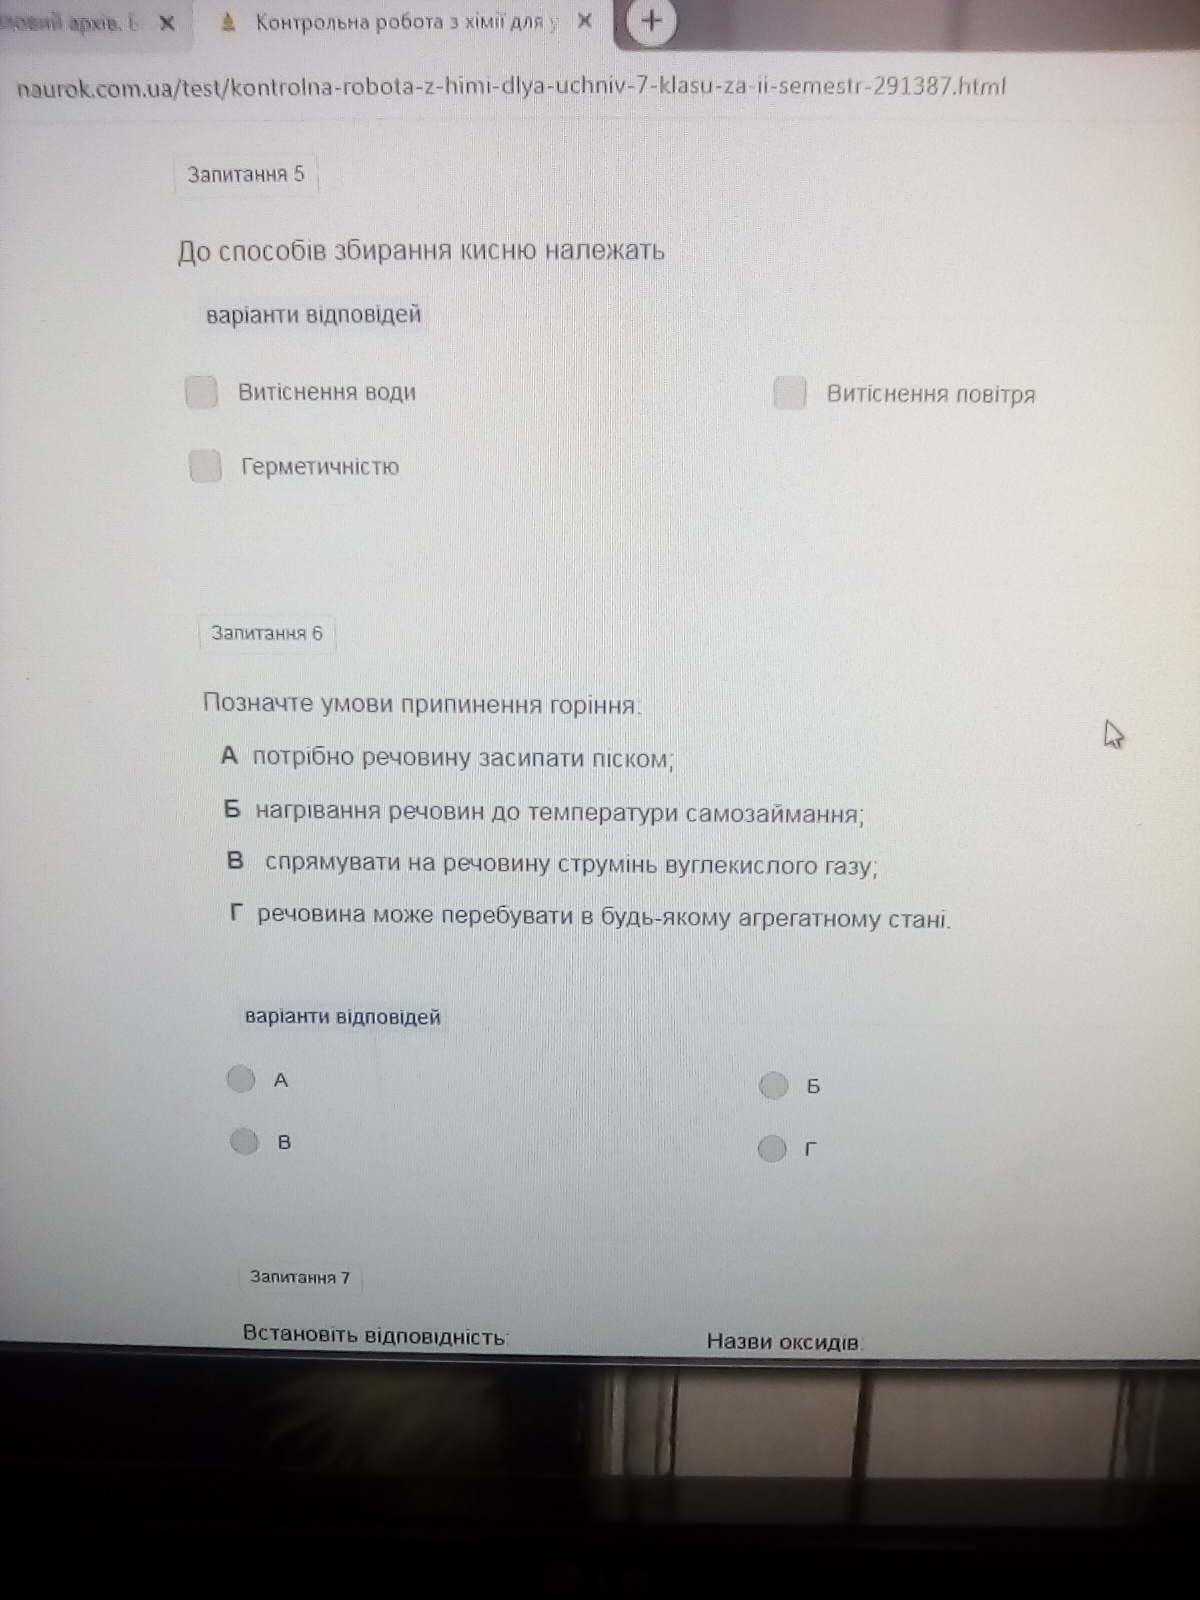 Контрольна робота з хімії для у
naurok.com.ua/test/kontrolna-robota-z-himi-dlya-uchniv-7-klasu-za-ii-semestr-291387.html
Запитання 5
До способів збирання кисню належать
варіанти відповідей
Витіснення води
Витіснення повітря
Герметичністю
Запитання 6
Позначте умови припинення горіння:
А потрібно речовину засипати піском;
Б нагрівання речовин до температури самозаймання;
В спрямувати на речовину струмінь вуглекислого газу;
Г речовина може перебувати в будь-якому агрегатному стані.
варіанти відповідей
А
Б
В
Г
Запитання 7
Встановіть відповідність:
Назви оксидів: